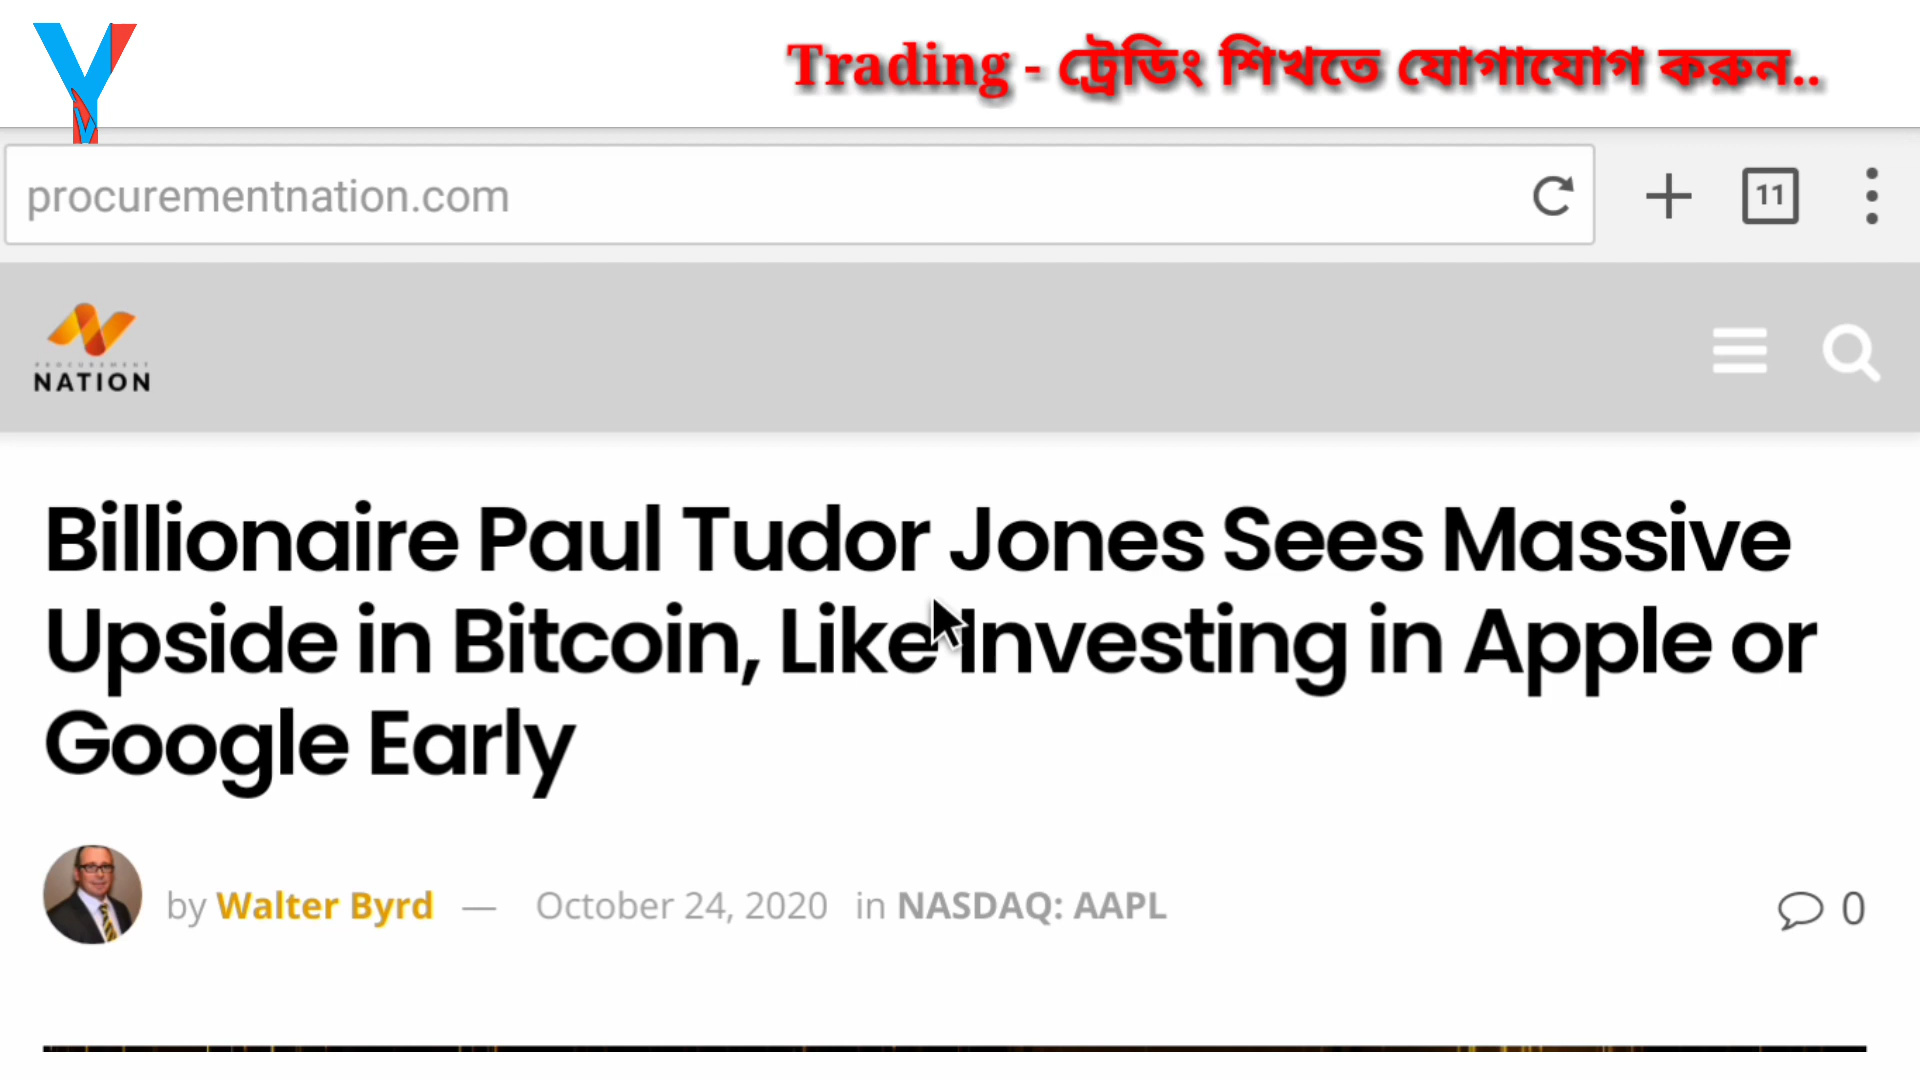 Trading - ট্রেডিং শিখতে যোগাযোগ করুন..
procurementnation.com
11
PROCUREMENT
NATION
Billionaire Paul Tudor Jones Sees Massive
Upside in Bitcoin, Like Investing in Apple or
Google Early
by Walter Byrd — October 24, 2020 in NASDAQ: AAPL
0